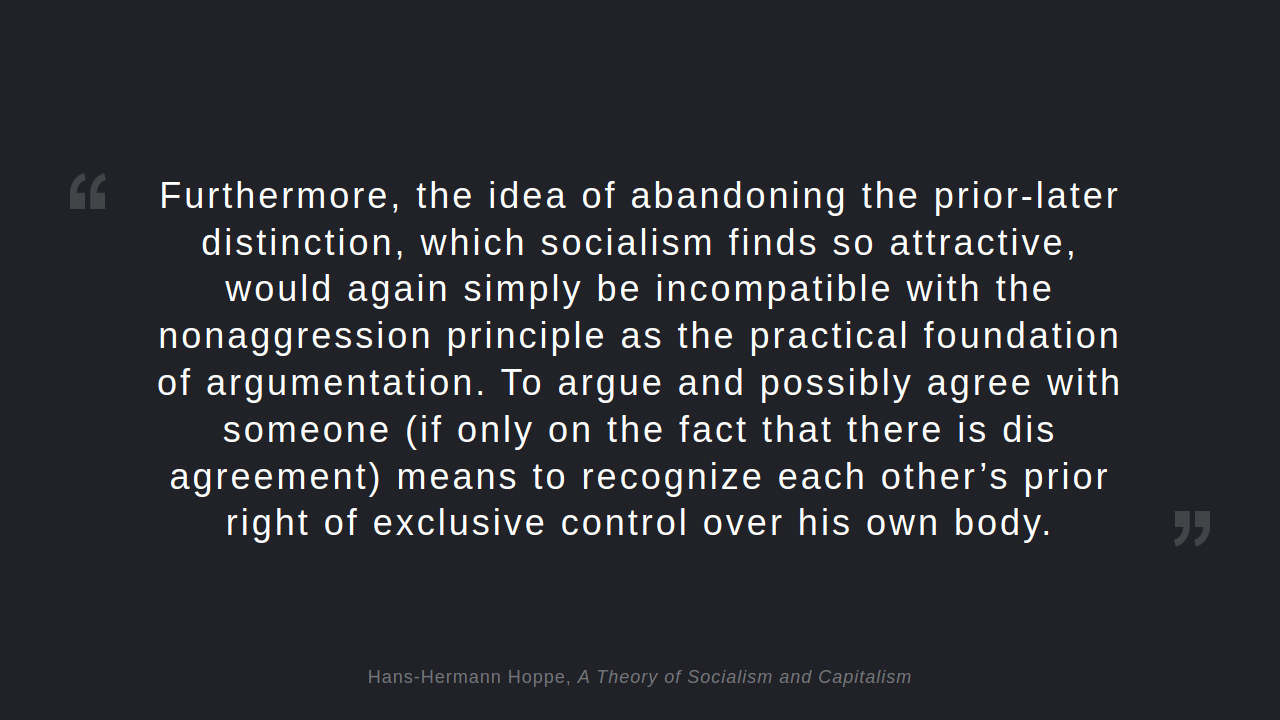 “ Furthermore, the idea of abandoning the prior-later
distinction, which socialism finds so attractive,
would again simply be incompatible with the
nonaggression principle as the practical foundation
of argumentation. To argue and possibly agree with
someone (if only on the fact that there is dis
agreement) means to recognize each other’s prior
right of exclusive control over his own body. ”
Hans-Hermann Hoppe, A Theory of Socialism and Capitalism